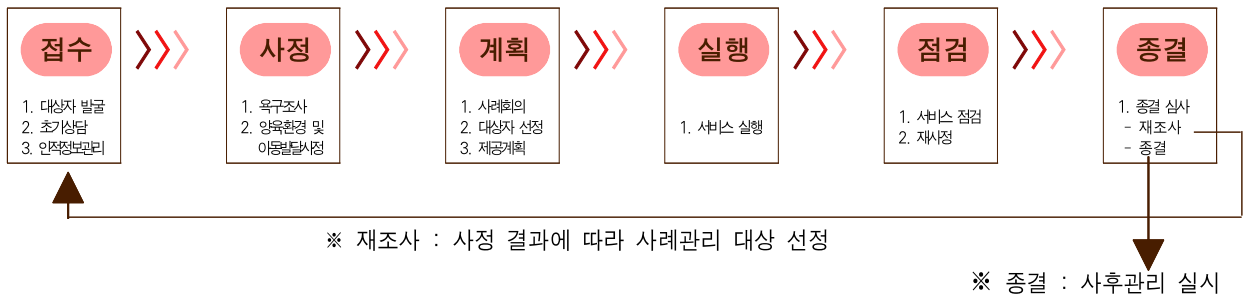 접수
1. 대상자 발굴
2. 초기상담
3. 인적정보관리
사정
1. 욕구조사
2. 양육환경 및
아동발달사정
계획
1. 사례회의
2. 대상자 선정
3. 제공계획
실행
1. 서비스 실행
점검
1. 서비스 점검
2. 재사정
종결
1. 종결 심사
- 재조사
- 종결
※ 재조사 : 사정 결과에 따라 사례관리 대상 선정
※ 종결 : 사후관리 실시